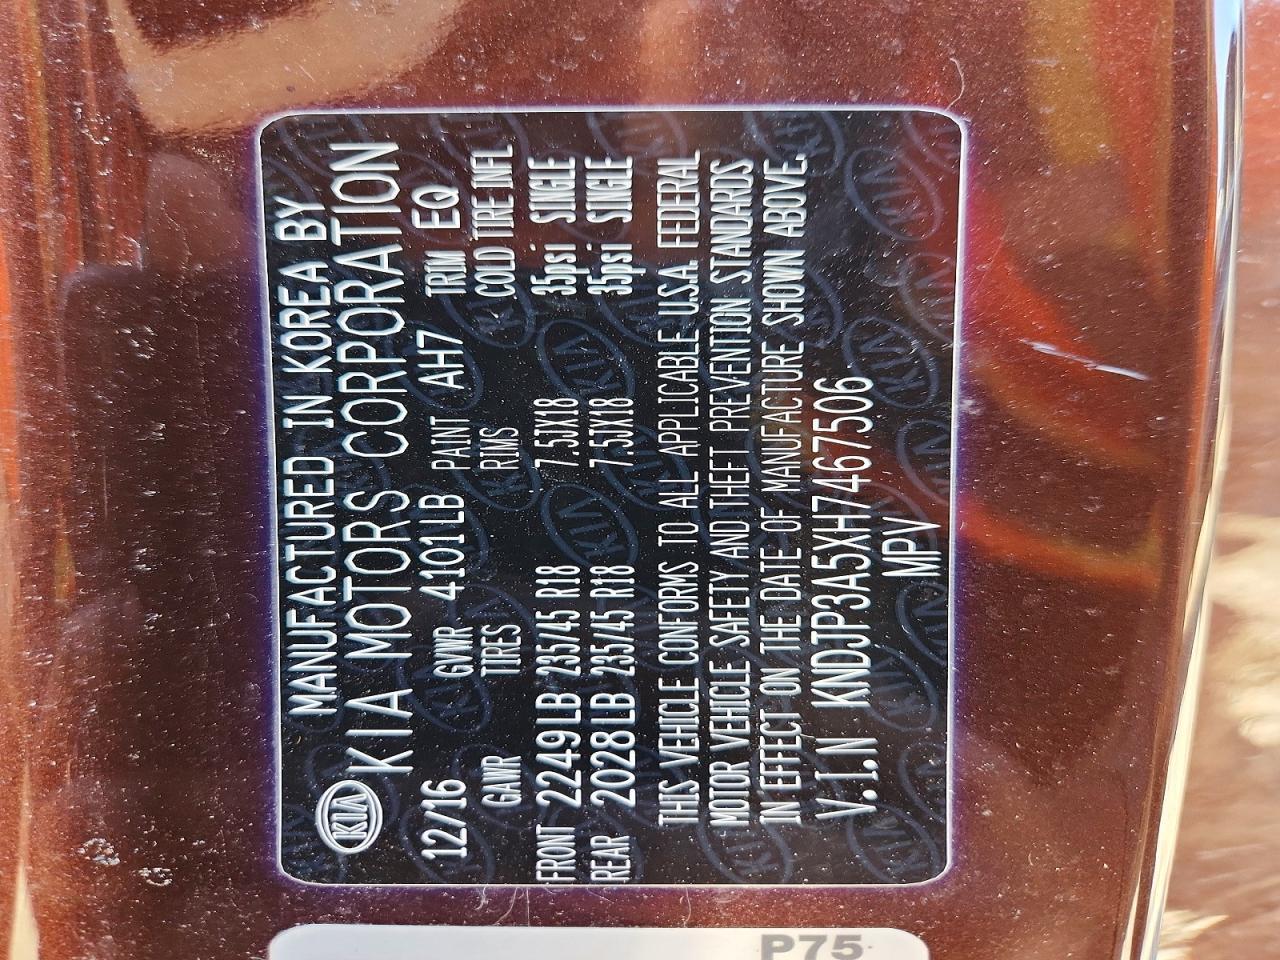 KIA
MANUFACTURED IN KOREA BY
KIA MOTORS CORPORATION
12/16 GVWR 4101LB PAINT AH7 TRIM EQ
GAWR TIRES RIMS COLD TIRE INFL
FRONT 2249LB 235/45 R18 7.5JX18 35psi SINGLE
REAR 2028LB 235/45 R18 7.5JX18 35psi SINGLE
THIS VEHICLE CONFORMS TO ALL APPLICABLE U.S.A. FEDERAL
MOTOR VEHICLE SAFETY AND THEFT PREVENTION STANDARDS
IN EFFECT ON THE DATE OF MANUFACTURE SHOWN ABOVE.
V.I.N KNDJP3A5XH7467506
MPV
P75